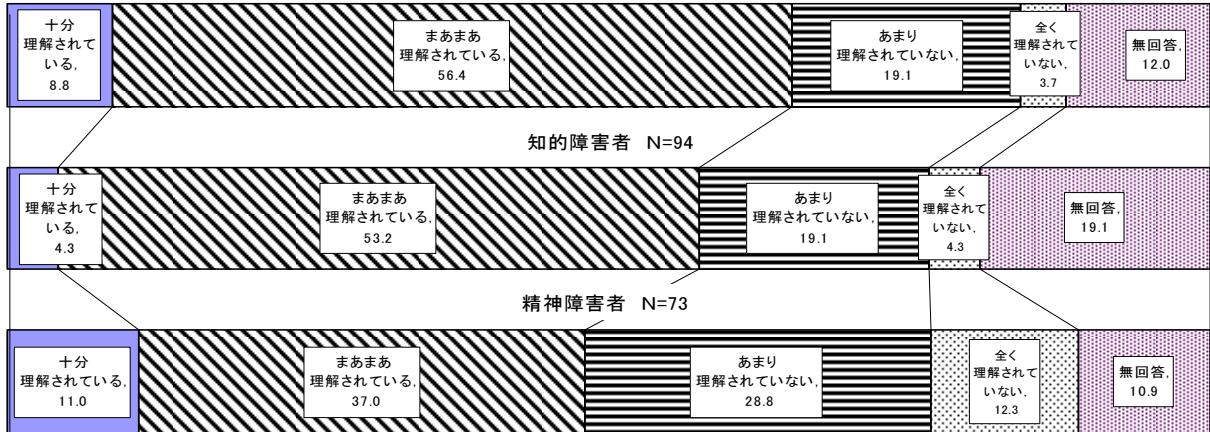 十分
理解されて
いる,
8.8
まあまあ
理解されている,
56.4
あまり
理解されていない,
19.1
全く
理解されて
いない,
3.7
無回答,
12.0
知的障害者 N=94
十分
理解されて
いる,
4.3
まあまあ
理解されている,
53.2
あまり
理解されていない,
19.1
全く
理解されて
いない,
4.3
無回答,
19.1
精神障害者 N=73
十分
理解されている,
11.0
まあまあ
理解されている,
37.0
あまり
理解されていない,
28.8
全く
理解されて
いない,
12.3
無回答,
10.9